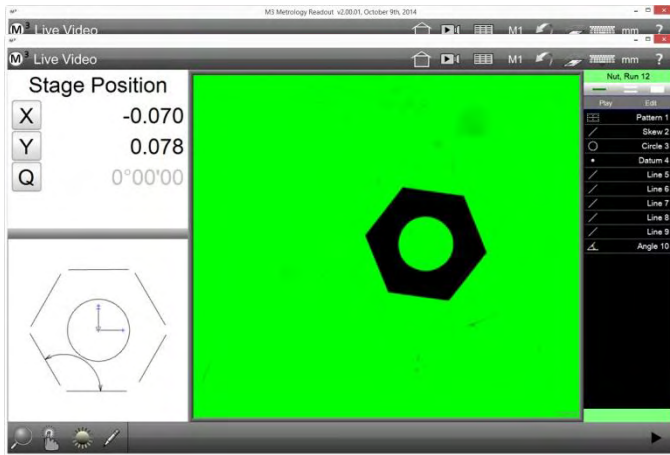 M3 Metrology Readout v2.00.01, October 9th, 2014
M3 Live Video M1 mm ?
M3 Live Video M1 mm ?
Stage Position
X -0.070
Y 0.078
Q 0°00'00
Nut, Run 12
Play Edit
Pattern 1
Skew 2
Circle 3
Datum 4
Line 5
Line 6
Line 7
Line 8
Line 9
Angle 10